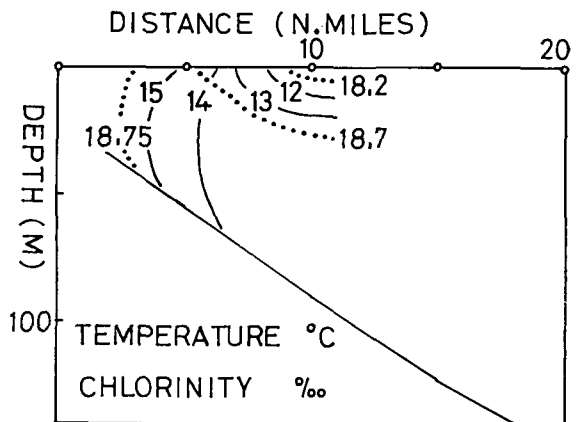 DISTANCE (N.MILES)
10
20
15
14
13
12
18.2
18.7
18.75
DEPTH (M)
100
TEMPERATURE °C
CHLORINITY ‰